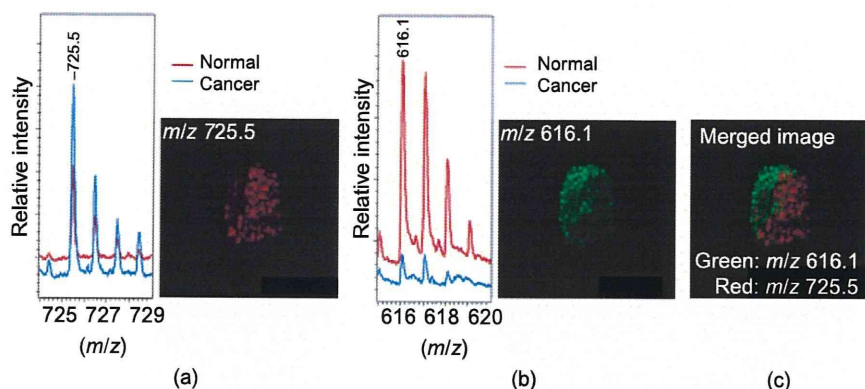 Relative intensity
–725.5
Normal
Cancer
725 727 729
(m/z)
m/z 725.5
(a)
Relative intensity
616.1
Normal
Cancer
616 618 620
(m/z)
m/z 616.1
(b)
Merged image
Green: m/z 616.1
Red: m/z 725.5
(c)